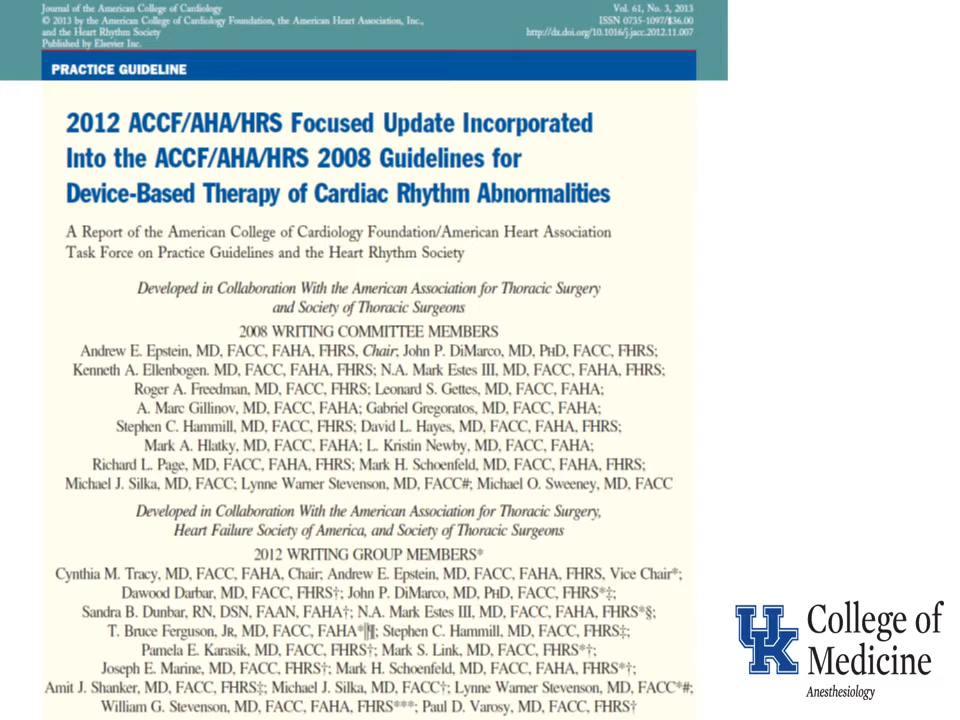 Journal of the American College of Cardiology
© 2013 by the American College of Cardiology Foundation, the American Heart Association, Inc.,
and the Heart Rhythm Society
Published by Elsevier Inc.
Vol. 61, No. 3, 2013
ISSN 0735-1097/$36.00
http://dx.doi.org/10.1016/j.jacc.2012.11.007
PRACTICE GUIDELINE
2012 ACCF/AHA/HRS Focused Update Incorporated
Into the ACCF/AHA/HRS 2008 Guidelines for
Device-Based Therapy of Cardiac Rhythm Abnormalities
A Report of the American College of Cardiology Foundation/American Heart Association
Task Force on Practice Guidelines and the Heart Rhythm Society
Developed in Collaboration With the American Association for Thoracic Surgery
and Society of Thoracic Surgeons
2008 WRITING COMMITTEE MEMBERS
Andrew E. Epstein, MD, FACC, FAHA, FHRS, Chair; John P. DiMarco, MD, PHD, FACC, FHRS;
Kenneth A. Ellenbogen. MD, FACC, FAHA, FHRS; N.A. Mark Estes III, MD, FACC, FAHA, FHRS;
Roger A. Freedman, MD, FACC, FHRS; Leonard S. Gettes, MD, FACC, FAHA;
A. Marc Gillinov, MD, FACC, FAHA; Gabriel Gregoratos, MD, FACC, FAHA;
Stephen C. Hammill, MD, FACC, FHRS; David L. Hayes, MD, FACC, FAHA, FHRS;
Mark A. Hlatky, MD, FACC, FAHA; L. Kristin Newby, MD, FACC, FAHA;
Richard L. Page, MD, FACC, FAHA, FHRS; Mark H. Schoenfeld, MD, FACC, FAHA, FHRS;
Michael J. Silka, MD, FACC; Lynne Warner Stevenson, MD, FACC#; Michael O. Sweeney, MD, FACC
Developed in Collaboration With the American Association for Thoracic Surgery,
Heart Failure Society of America, and Society of Thoracic Surgeons
2012 WRITING GROUP MEMBERS*
Cynthia M. Tracy, MD, FACC, FAHA, Chair; Andrew E. Epstein, MD, FACC, FAHA, FHRS, Vice Chair*;
Dawood Darbar, MD, FACC, FHRS†; John P. DiMarco, MD, PHD, FACC, FHRS*‡;
Sandra B. Dunbar, RN, DSN, FAAN, FAHA†; N.A. Mark Estes III, MD, FACC, FAHA, FHRS*§;
T. Bruce Ferguson, JR, MD, FACC, FAHA*‖¶; Stephen C. Hammill, MD, FACC, FHRS‡;
Pamela E. Karasik, MD, FACC, FHRS†; Mark S. Link, MD, FACC, FHRS*†;
Joseph E. Marine, MD, FACC, FHRS†; Mark H. Schoenfeld, MD, FACC, FAHA, FHRS*†;
Amit J. Shanker, MD, FACC, FHRS‡; Michael J. Silka, MD, FACC†; Lynne Warner Stevenson, MD, FACC*#;
William G. Stevenson, MD, FACC, FAHA, FHRS***; Paul D. Varosy, MD, FACC, FHRS†
UK
College of
Medicine
Anesthesiology